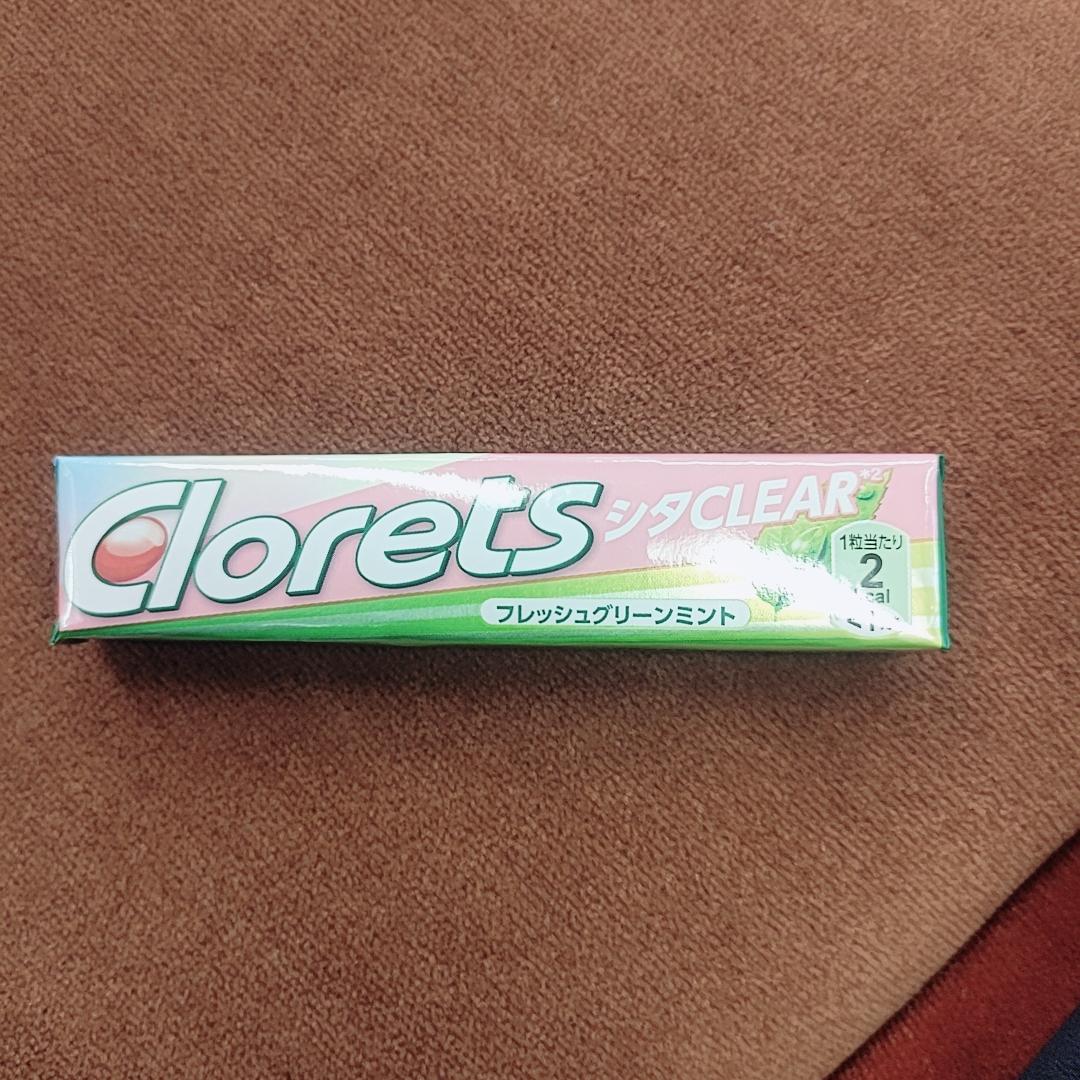 Clorets
シタCLEAR*2
フレッシュグリーンミント
1粒当たり
2